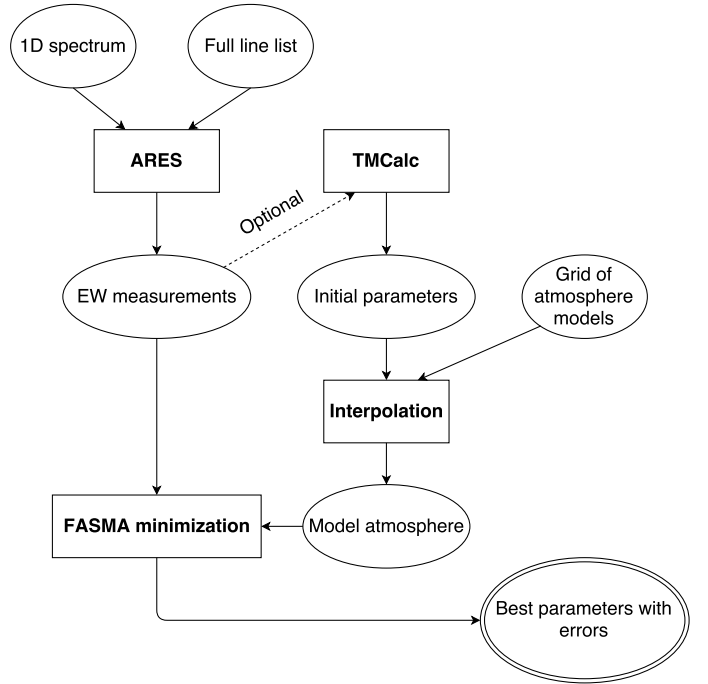 1D spectrum
Full line list
ARES
TMCalc
Optional
EW measurements
Initial parameters
Grid of
atmosphere
models
Interpolation
FASMA minimization
Model atmosphere
Best parameters with
errors